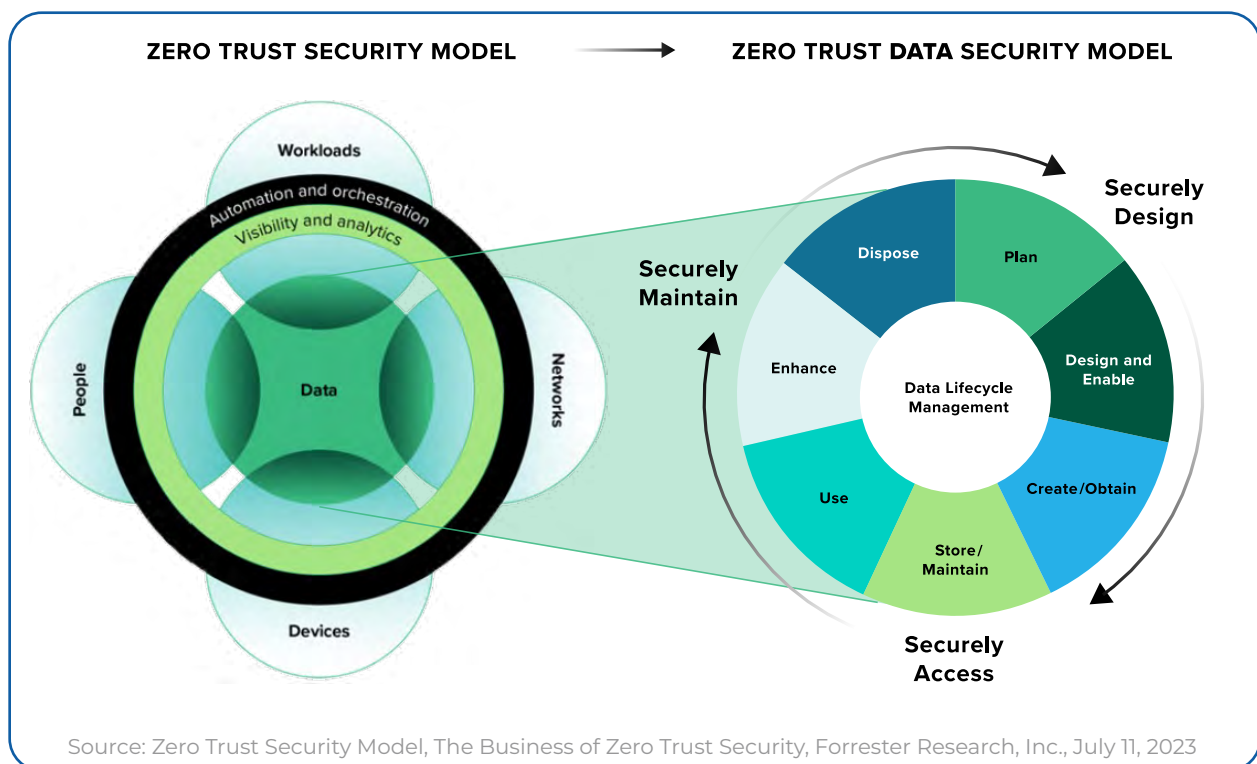 ZERO TRUST SECURITY MODEL
ZERO TRUST DATA SECURITY MODEL
Workloads
Automation and orchestration
Visibility and analytics
People
Data
Networks
Devices
Securely
Design
Securely
Maintain
Dispose
Plan
Enhance
Design and
Enable
Data Lifecycle
Management
Use
Create/Obtain
Store/
Maintain
Securely
Access
Source: Zero Trust Security Model, The Business of Zero Trust Security, Forrester Research, Inc., July 11, 2023